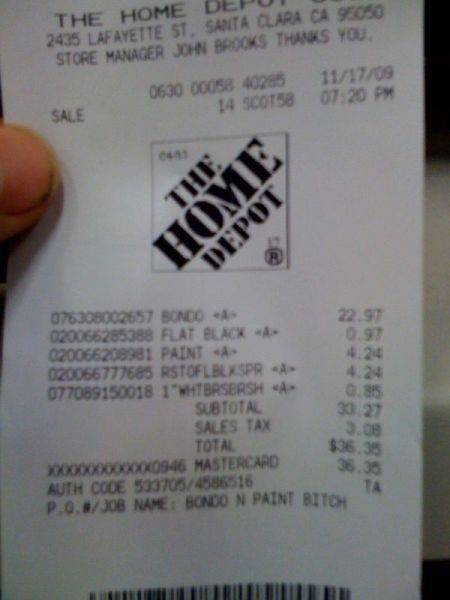 THE HOME DEPOT
2435 LAFAYETTE ST. SANTA CLARA CA 95050
STORE MANAGER JOHN BROOKS THANKS YOU.
0630 00058 40285 11/17/09
SALE 14 SCOT58 07:20 PM
THE
HOME
DEPOT
®
076308002657 BONDO <A> 22.97
020066285388 FLAT BLACK <A> 0.97
020066208981 PAINT <A> 4.24
020066777685 RSTOFLBLKSPR <A> 4.24
077089150018 1"WHTBRSBRSH <A> 0.85
SUBTOTAL 33.27
SALES TAX 3.08
TOTAL $36.35
XXXXXXXXXXXX0946 MASTERCARD 36.35
AUTH CODE 533705/4586516 TA
P.O.#/JOB NAME: BONDO N PAINT BITCH